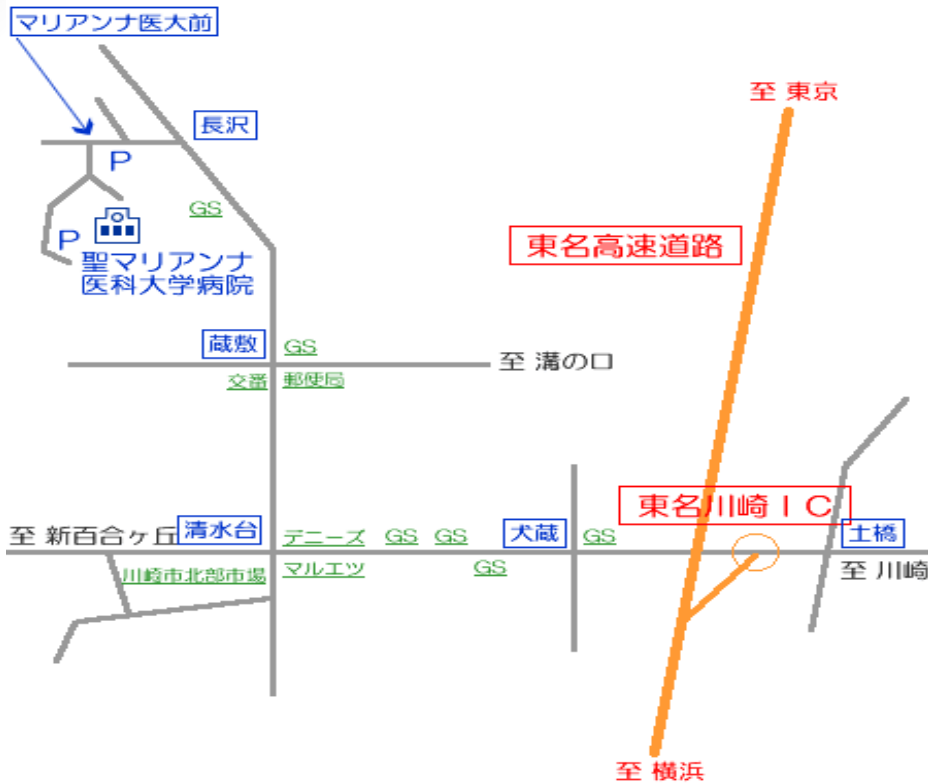 マリアンナ医大前
至 東京
長沢
P
GS
東名高速道路
P
聖マリアンナ
医科大学病院
蔵敷
GS
至 溝の口
交番
郵便局
東名川崎IC
至 新百合ヶ丘
清水台
デニーズ
GS
GS
犬蔵
GS
土橋
川崎市北部市場
マルエツ
GS
至 川崎
至 横浜